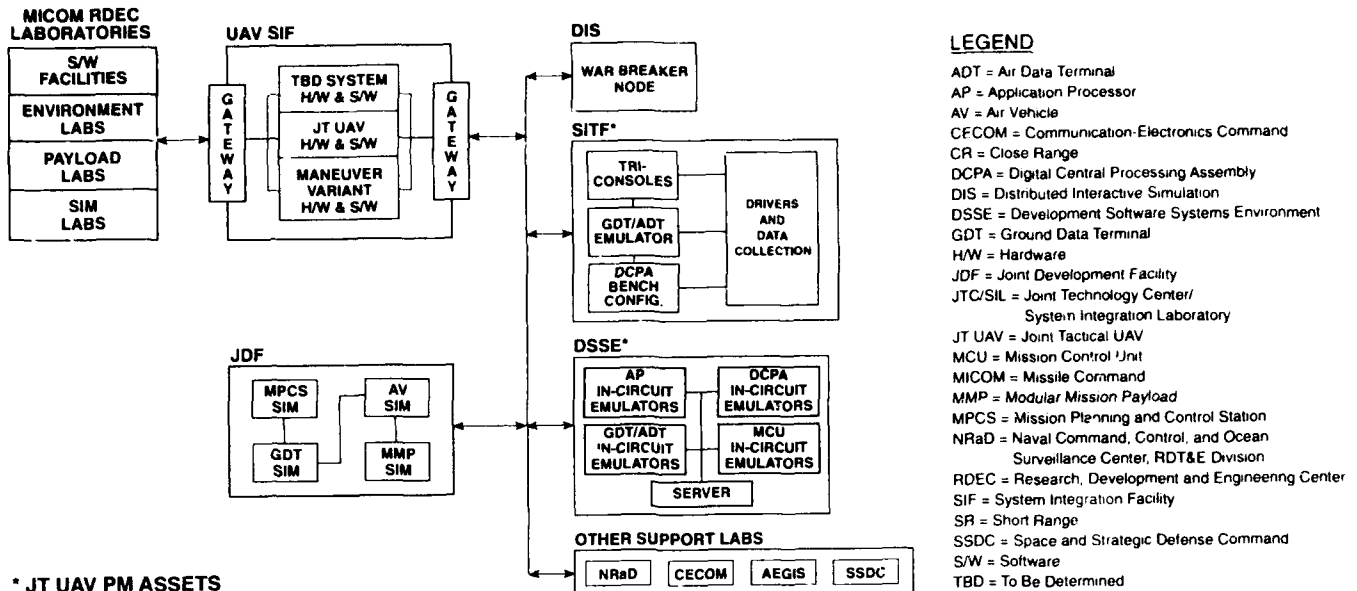 MICOM RDEC
LABORATORIES
S/W
FACILITIES
ENVIRONMENT
LABS
PAYLOAD
LABS
SIM
LABS
UAV SIF
GATEWAY
TBD SYSTEM
H/W & S/W
JT UAV
H/W & S/W
MANEUVER
VARIANT
H/W & S/W
GATEWAY
DIS
WAR BREAKER
NODE
SITF*
TRI-
CONSOLES
GDT/ADT
EMULATOR
DCPA
BENCH
CONFIG.
DRIVERS
AND
DATA
COLLECTION
JDF
MPCS
SIM
AV
SIM
GDT
SIM
MMP
SIM
DSSE*
AP
IN-CIRCUIT
EMULATORS
DCPA
IN-CIRCUIT
EMULATORS
GDT/ADT
IN-CIRCUIT
EMULATORS
MCU
IN-CIRCUIT
EMULATORS
SERVER
OTHER SUPPORT LABS
NRaD
CECOM
AEGIS
SSDC
* JT UAV PM ASSETS
LEGEND
ADT = Air Data Terminal
AP = Application Processor
AV = Air Vehicle
CECOM = Communication-Electronics Command
CR = Close Range
DCPA = Digital Central Processing Assembly
DIS = Distributed Interactive Simulation
DSSE = Development Software Systems Environment
GDT = Ground Data Terminal
H/W = Hardware
JDF = Joint Development Facility
JTC/SIL = Joint Technology Center/
System Integration Laboratory
JT UAV = Joint Tactical UAV
MCU = Mission Control Unit
MICOM = Missile Command
MMP = Modular Mission Payload
MPCS = Mission Planning and Control Station
NRaD = Naval Command, Control, and Ocean
Surveillance Center, RDT&E Division
RDEC = Research, Development and Engineering Center
SIF = System Integration Facility
SR = Short Range
SSDC = Space and Strategic Defense Command
S/W = Software
TBD = To Be Determined